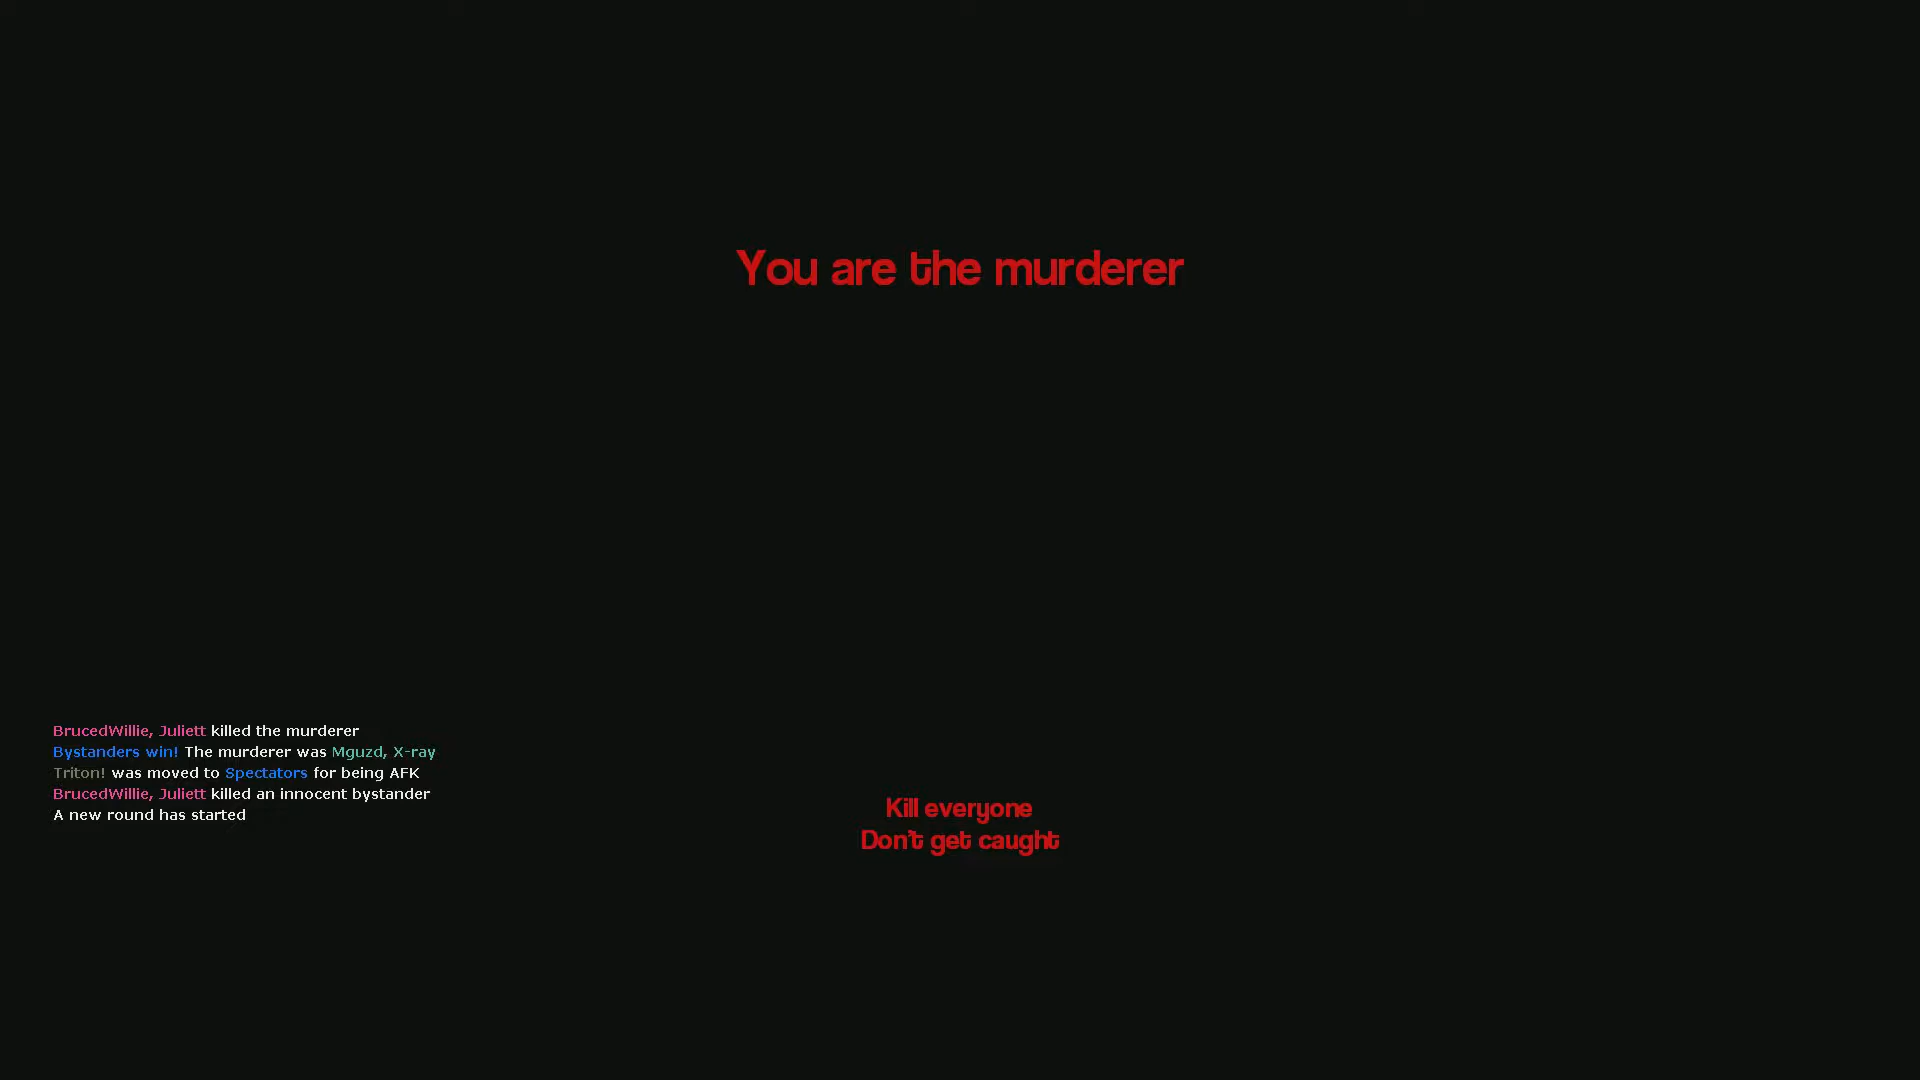 You are the murderer
BrucedWillie, Juliett killed the murderer
Bystanders win! The murderer was Mguzd, X-ray
Triton! was moved to Spectators for being AFK
BrucedWillie, Juliett killed an innocent bystander
A new round has started
Kill everyone
Don't get caught